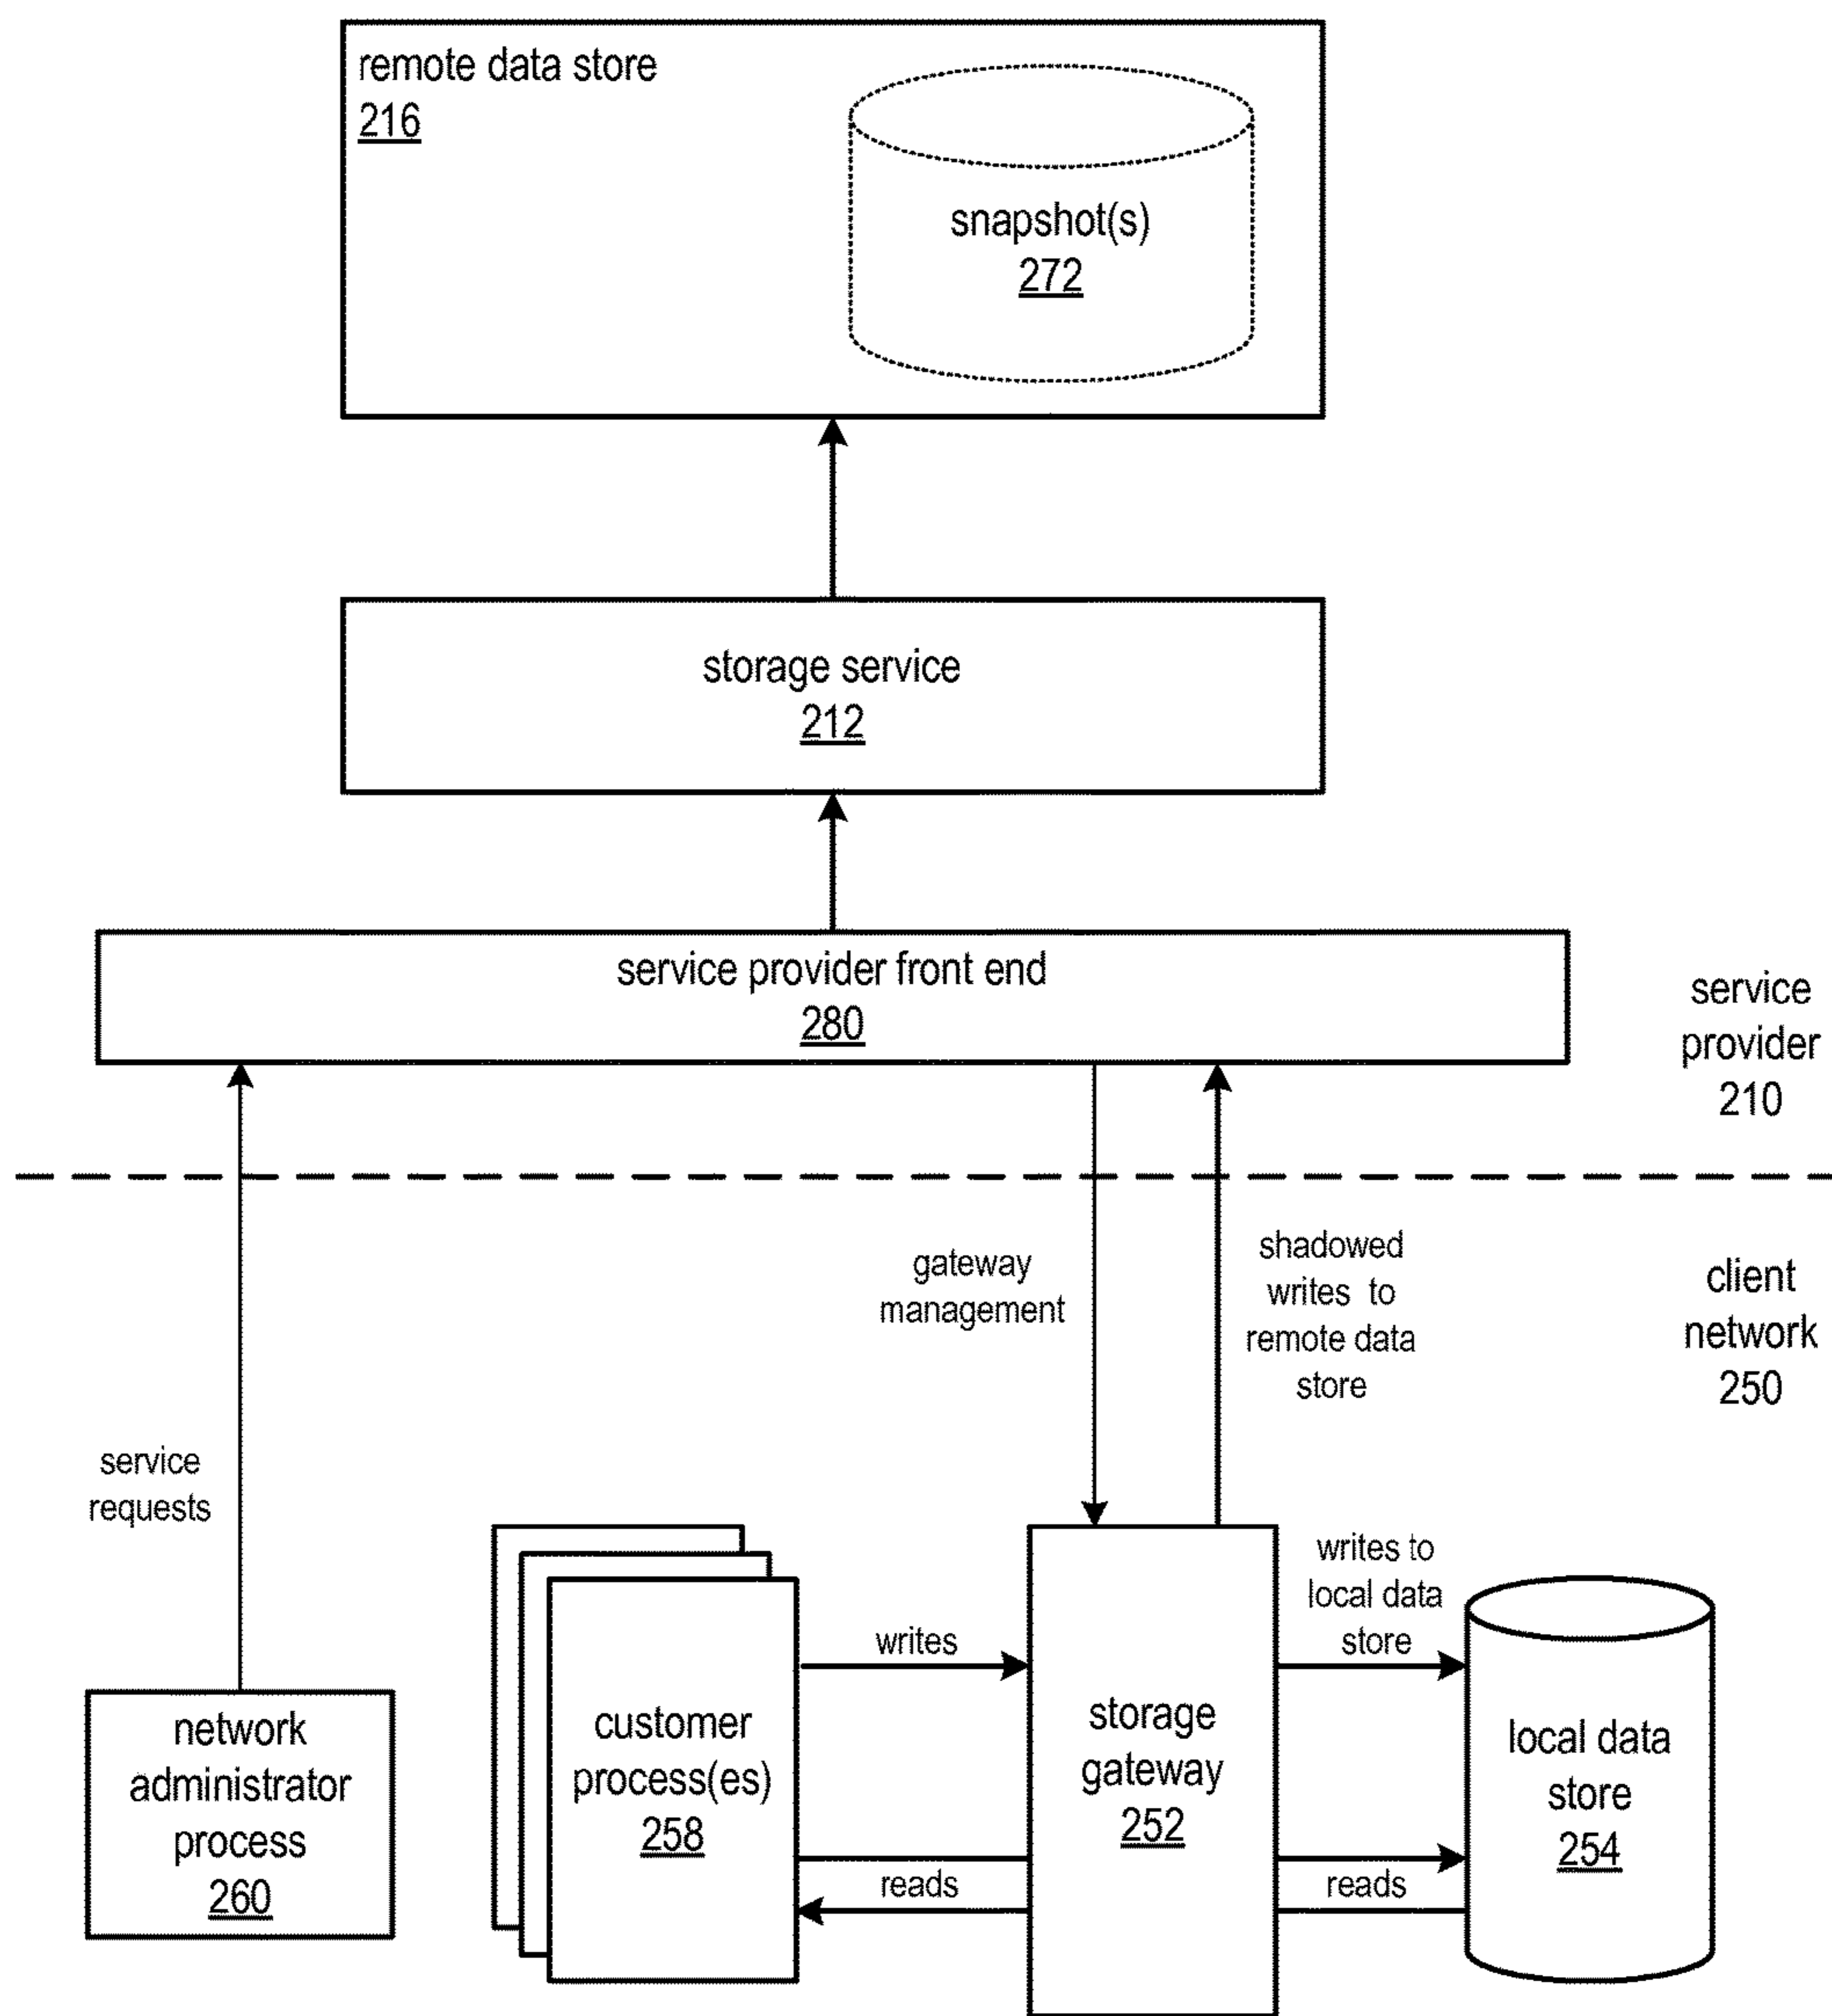 remote data store
216
snapshot(s)
272
storage service
212
service provider front end
280
service
provider
210
gateway
management
shadowed
writes to
remote data
store
client
network
250
service
requests
writes to
local data
store
writes
network
administrator
process
260
customer
process(es)
258
storage
gateway
252
local data
store
254
reads
reads